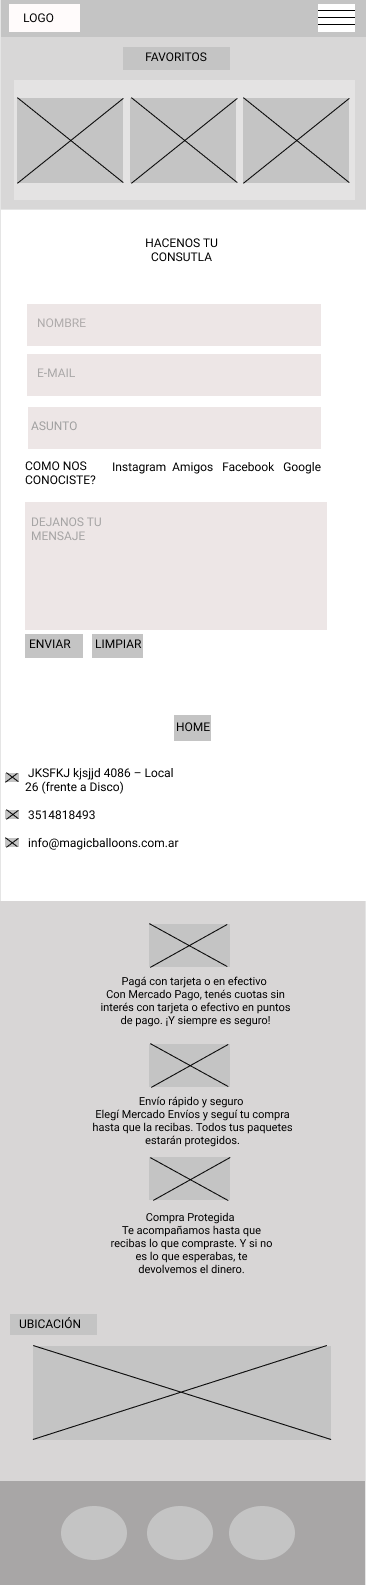 LOGO
FAVORITOS
HACENOS TU
CONSUTLA
NOMBRE
E-MAIL
ASUNTO
COMO NOS
CONOCISTE?
Instagram Amigos Facebook Google
DEJANOS TU
MENSAJE
ENVIAR LIMPIAR
HOME
JKSFKJ kjsjjd 4086 – Local
26 (frente a Disco)
3514818493
info@magicballoons.com.ar
Pagá con tarjeta o en efectivo
Con Mercado Pago, tenés cuotas sin
interés con tarjeta o efectivo en puntos
de pago. ¡Y siempre es seguro!
Envío rápido y seguro
Elegí Mercado Envíos y seguí tu compra
hasta que la recibas. Todos tus paquetes
estarán protegidos.
Compra Protegida
Te acompañamos hasta que
recibas lo que compraste. Y si no
es lo que esperabas, te
devolvemos el dinero.
UBICACIÓN